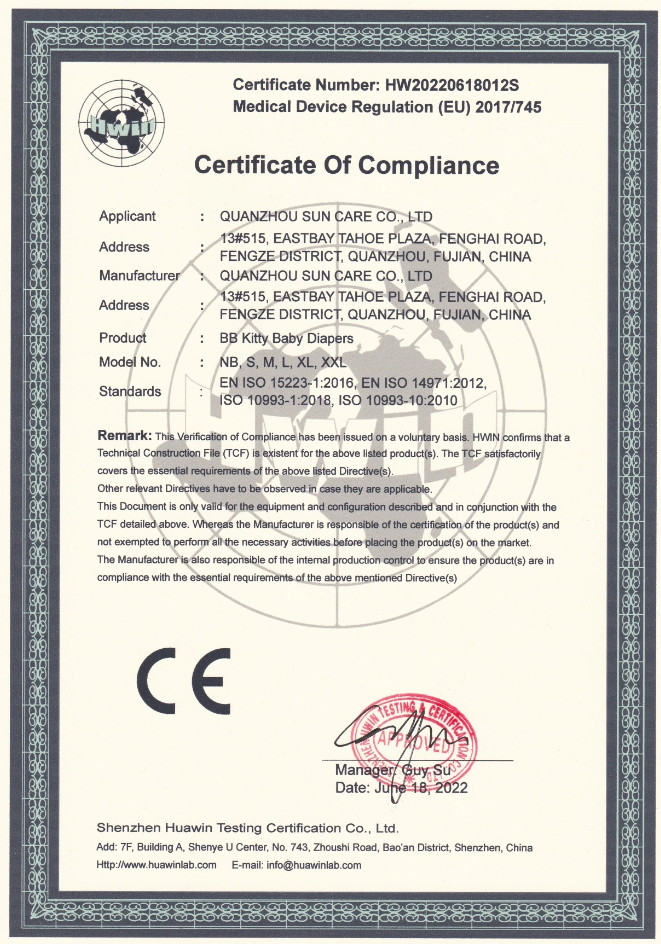 Certificate Number: HW20220618012S
Medical Device Regulation (EU) 2017/745
HWIN
Certificate Of Compliance
Applicant : QUANZHOU SUN CARE CO., LTD
Address : 13#515, EASTBAY TAHOE PLAZA, FENGHAI ROAD,
FENGZE DISTRICT, QUANZHOU, FUJIAN, CHINA
Manufacturer : QUANZHOU SUN CARE CO., LTD
Address : 13#515, EASTBAY TAHOE PLAZA, FENGHAI ROAD,
FENGZE DISTRICT, QUANZHOU, FUJIAN, CHINA
Product : BB Kitty Baby Diapers
Model No. : NB, S, M, L, XL, XXL
Standards : EN ISO 15223-1:2016, EN ISO 14971:2012,
ISO 10993-1:2018, ISO 10993-10:2010
HWIN
Remark: This Verification of Compliance has been issued on a voluntary basis. HWIN confirms that a
Technical Construction File (TCF) is existent for the above listed product(s). The TCF satisfactorily
covers the essential requirements of the above listed Directive(s).
Other relevant Directives have to be observed in case they are applicable.
This Document is only valid for the equipment and configuration described and in conjunction with the
TCF detailed above. Whereas the Manufacturer is responsible of the certification of the product(s) and
not exempted to perform all the necessary activities before placing the product(s) on the market.
The Manufacturer is also responsible of the internal production control to ensure the product(s) are in
compliance with the essential requirements of the above mentioned Directive(s)
CE
SHENZHEN HUAWIN TESTING & CERTIFICATION CO., LTD.
APPROVED
Manager: Guy Su
Date: June 18, 2022
Shenzhen Huawin Testing Certification Co., Ltd.
Add: 7F, Building A, Shenye U Center, No. 743, Zhoushi Road, Bao'an District, Shenzhen, China
Http://www.huawinlab.com E-mail: info@huawinlab.com